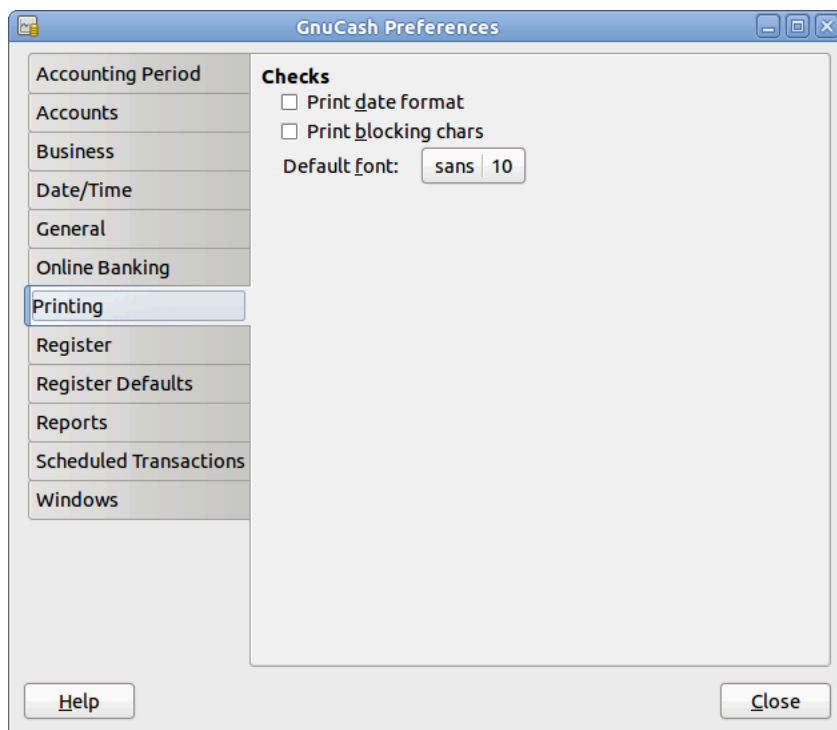 GnuCash Preferences
Accounting Period
Accounts
Business
Date/Time
General
Online Banking
Printing
Register
Register Defaults
Reports
Scheduled Transactions
Windows
Checks
Print date format
Print blocking chars
Default font: sans 10
Help
Close